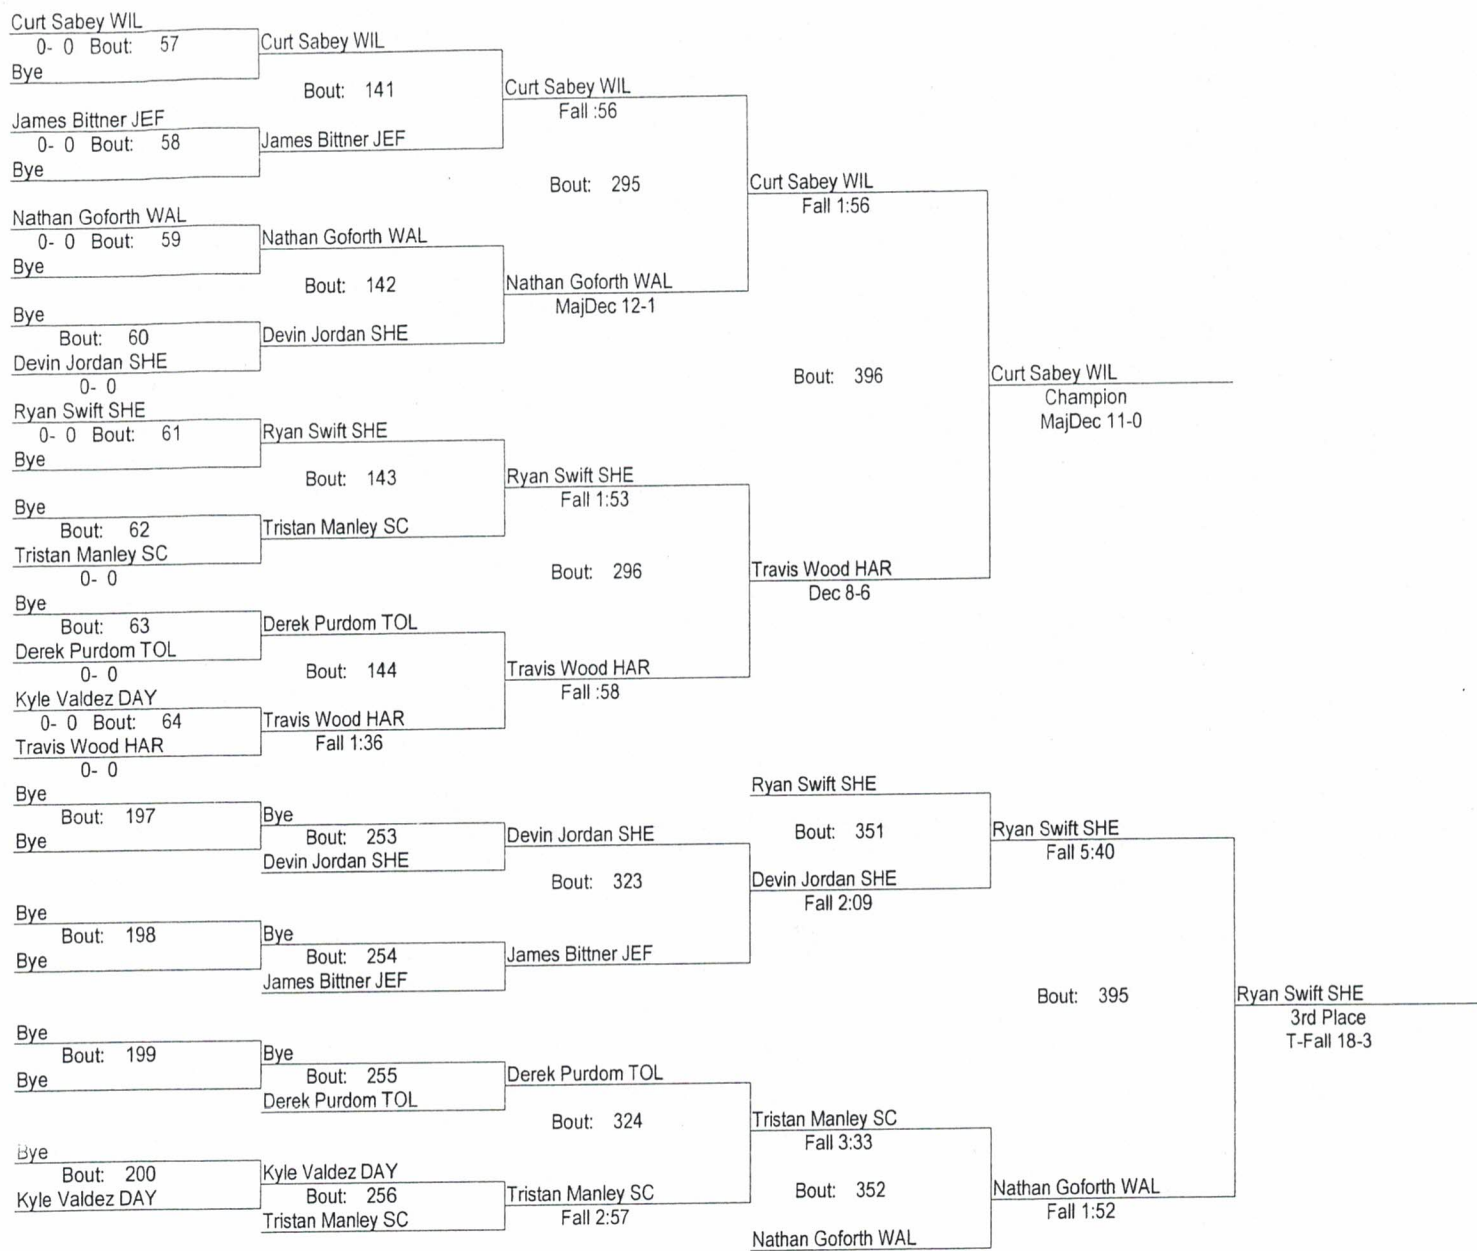 Curt Sabey WIL
0- 0 Bout: 57
Bye
James Bittner JEF
0- 0 Bout: 58
Bye
Nathan Goforth WAL
0- 0 Bout: 59
Bye
Bye
Bout: 60
Devin Jordan SHE
0- 0
Ryan Swift SHE
0- 0 Bout: 61
Bye
Bye
Bout: 62
Tristan Manley SC
0- 0
Bye
Bout: 63
Derek Purdom TOL
0- 0
Kyle Valdez DAY
0- 0 Bout: 64
Travis Wood HAR
0- 0
Curt Sabey WIL
Bout: 141
James Bittner JEF
Nathan Goforth WAL
Bout: 142
Devin Jordan SHE
Ryan Swift SHE
Bout: 143
Tristan Manley SC
Derek Purdom TOL
Bout: 144
Travis Wood HAR
Fall 1:36
Curt Sabey WIL
Fall :56
Bout: 295
Nathan Goforth WAL
MajDec 12-1
Ryan Swift SHE
Fall 1:53
Bout: 296
Travis Wood HAR
Fall :58
Curt Sabey WIL
Fall 1:56
Bout: 396
Travis Wood HAR
Dec 8-6
Curt Sabey WIL
Champion
MajDec 11-0
Bye
Bout: 197
Bye
Bye
Bout: 198
Bye
Bye
Bout: 199
Bye
Bye
Bout: 200
Kyle Valdez DAY
Bye
Bout: 253
Devin Jordan SHE
Bye
Bout: 254
James Bittner JEF
Bye
Bout: 255
Derek Purdom TOL
Kyle Valdez DAY
Bout: 256
Tristan Manley SC
Devin Jordan SHE
Bout: 323
James Bittner JEF
Derek Purdom TOL
Bout: 324
Tristan Manley SC
Fall 2:57
Ryan Swift SHE
Bout: 351
Devin Jordan SHE
Fall 2:09
Tristan Manley SC
Fall 3:33
Bout: 352
Nathan Goforth WAL
Ryan Swift SHE
Fall 5:40
Bout: 395
Nathan Goforth WAL
Fall 1:52
Ryan Swift SHE
3rd Place
T-Fall 18-3